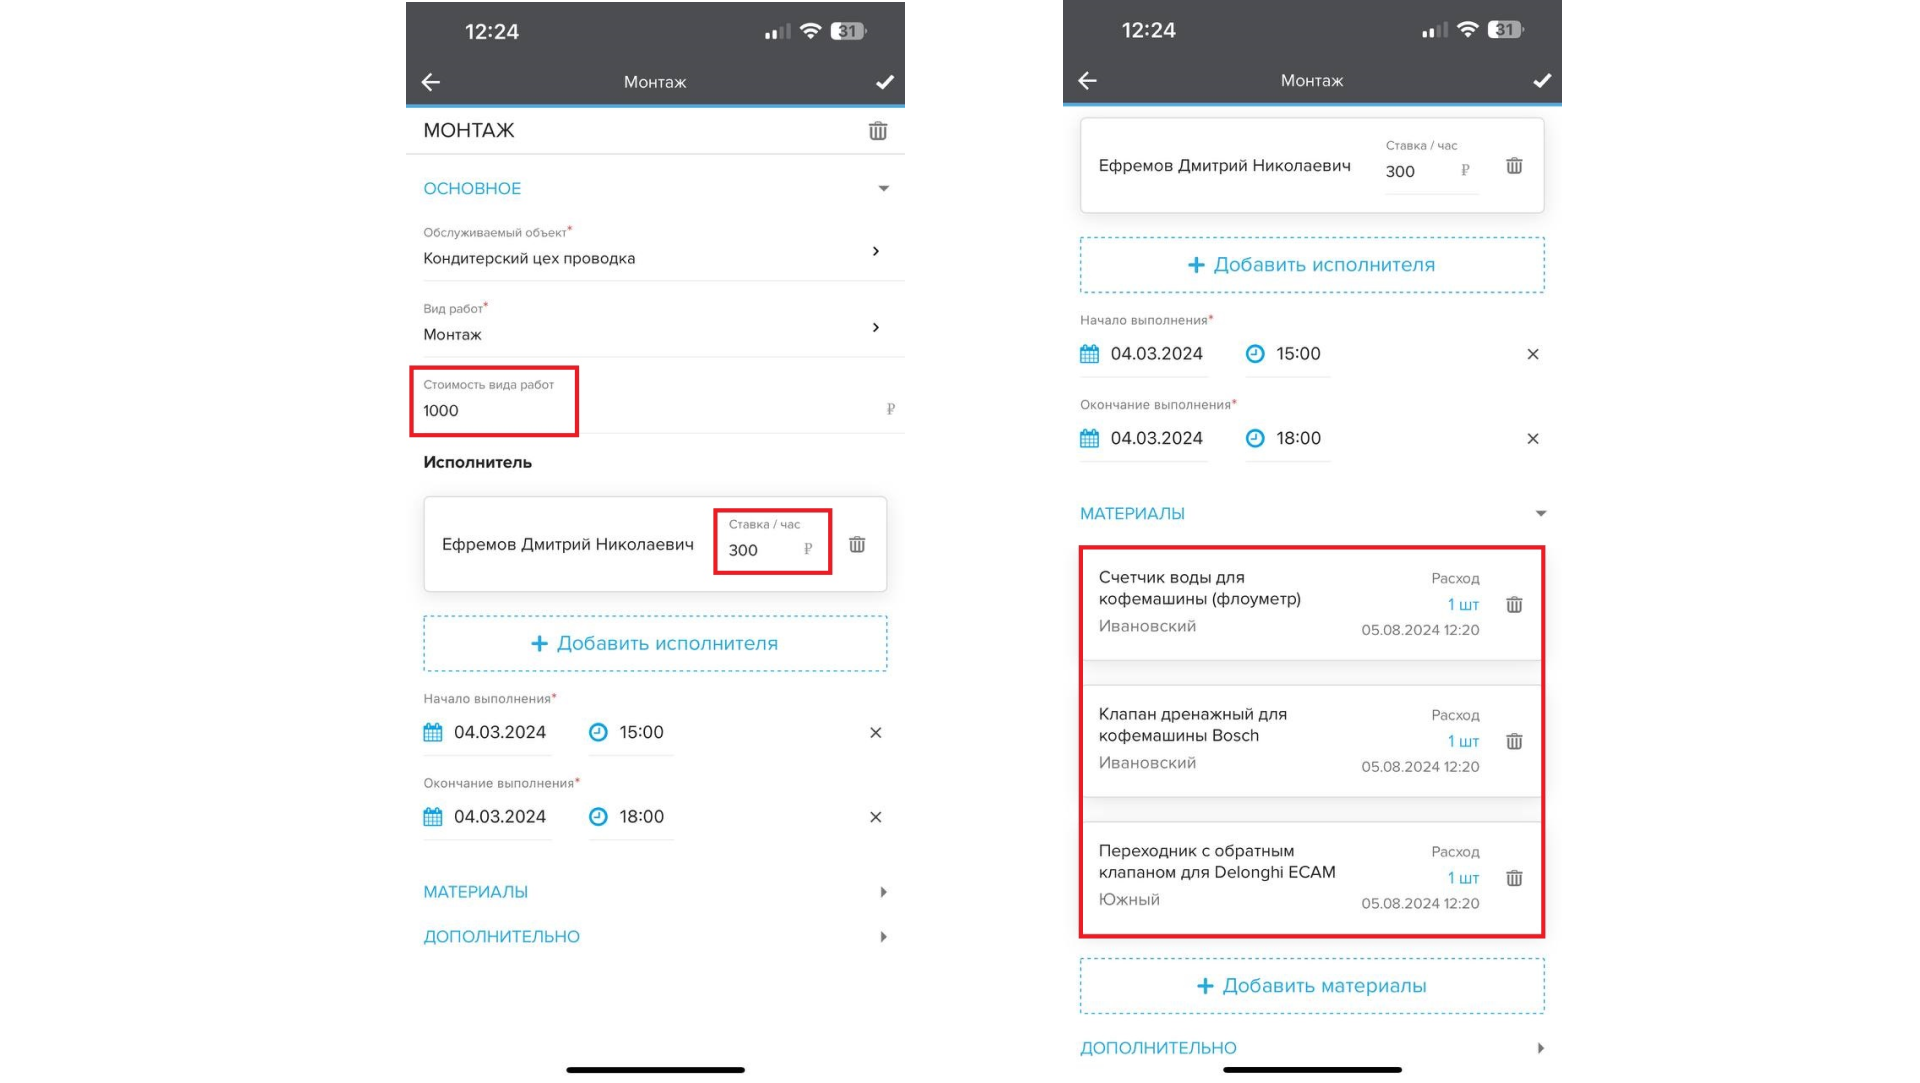 12:24
31
Монтаж
МОНТАЖ
ОСНОВНОЕ
Обслуживаемый объект*
Кондитерский цех проводка
Вид работ*
Монтаж
Стоимость вида работ
1000 ₽
Исполнитель
Ефремов Дмитрий Николаевич
Ставка / час
300 ₽
+ Добавить исполнителя
Начало выполнения*
04.03.2024 15:00
Окончание выполнения*
04.03.2024 18:00
МАТЕРИАЛЫ
ДОПОЛНИТЕЛЬНО
12:24
31
Монтаж
Ефремов Дмитрий Николаевич
Ставка / час
300 ₽
+ Добавить исполнителя
Начало выполнения*
04.03.2024 15:00
Окончание выполнения*
04.03.2024 18:00
МАТЕРИАЛЫ
Счетчик воды для
кофемашины (флоуметр)
Ивановский
Расход
1 шт
05.08.2024 12:20
Клапан дренажный для
кофемашины Bosch
Ивановский
Расход
1 шт
05.08.2024 12:20
Переходник с обратным
клапаном для Delonghi ECAM
Южный
Расход
1 шт
05.08.2024 12:20
+ Добавить материалы
ДОПОЛНИТЕЛЬНО